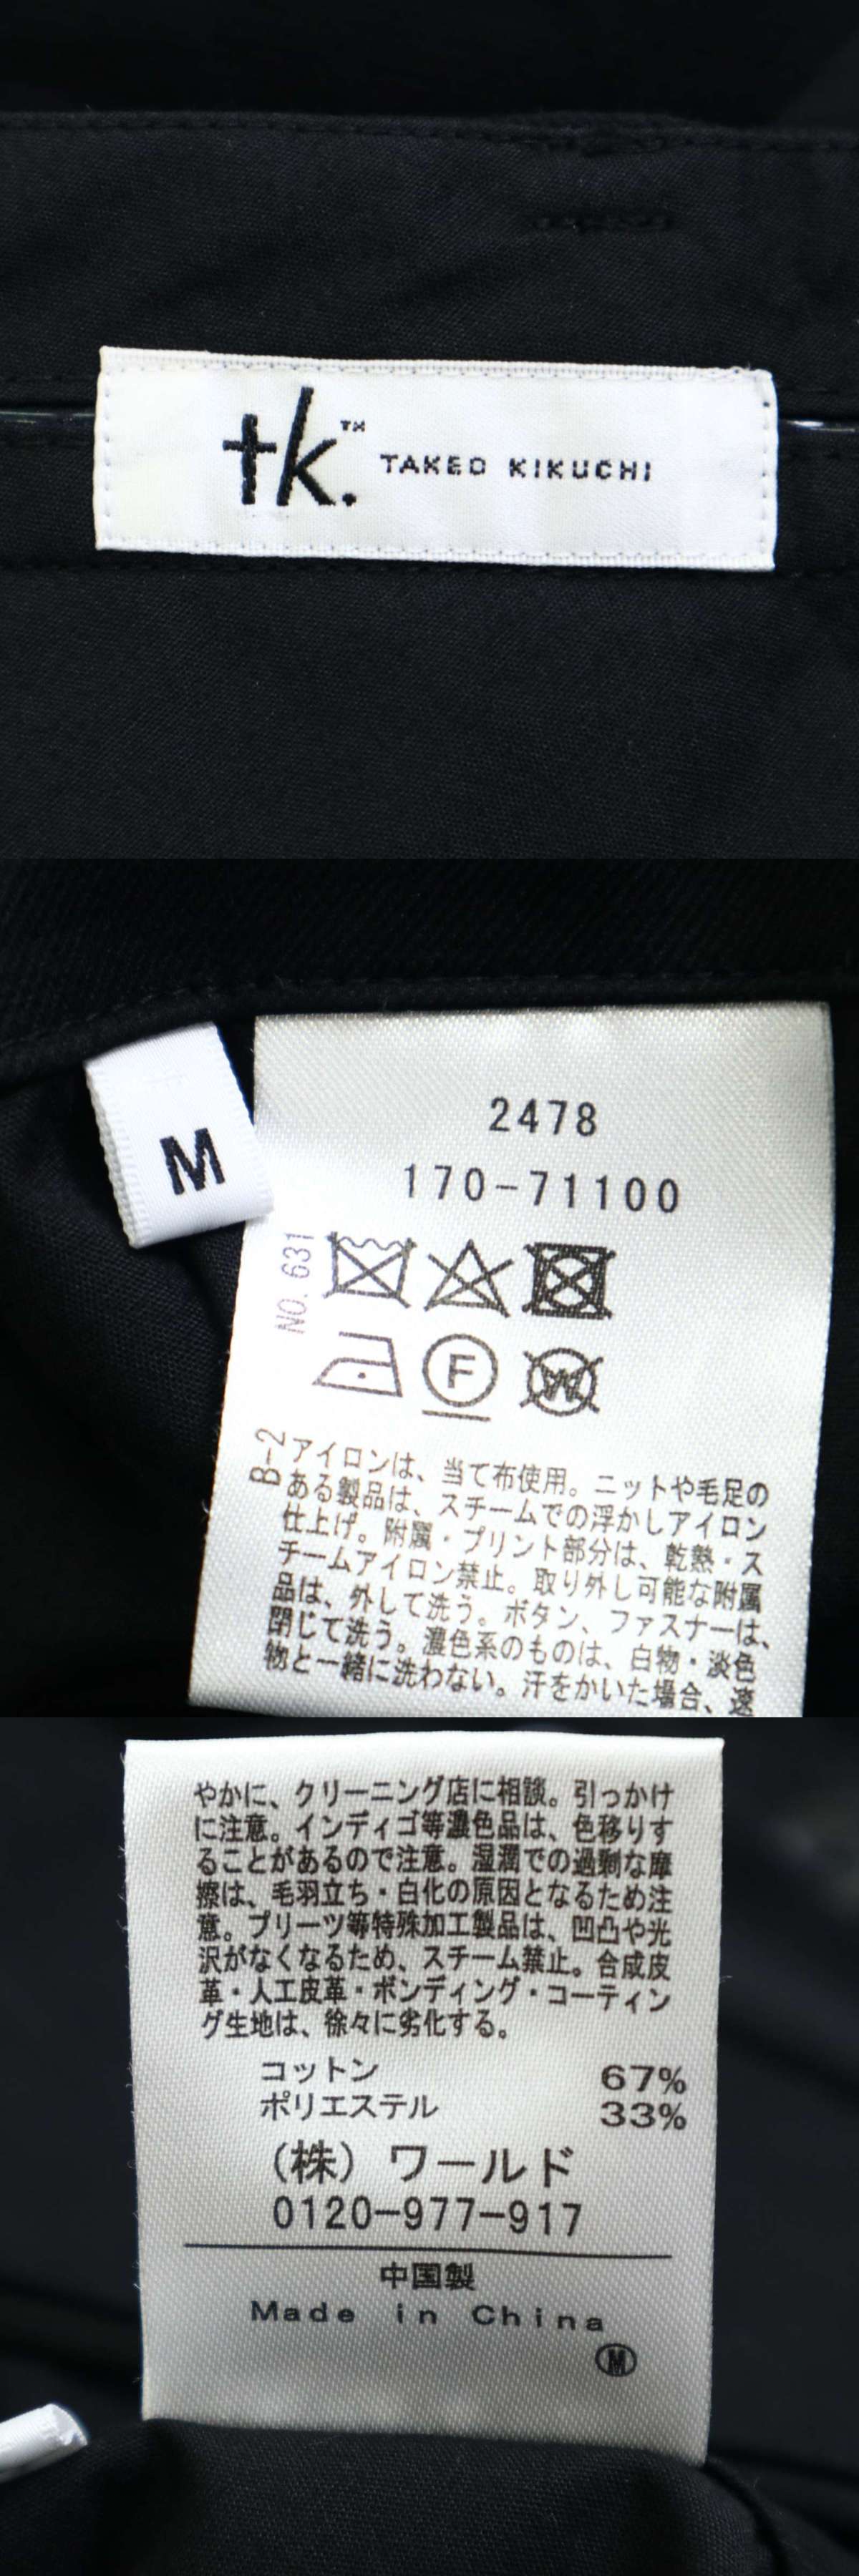 tk.™ TAKEO KIKUCHI
M
2478
170-71100
NO. 631
F
W
B-2
アイロンは、当て布使用。ニットや毛足の
ある製品は、スチームでの浮かしアイロン
仕上げ。附属・プリント部分は、乾熱・ス
チームアイロン禁止。取り外し可能な附属
品は、外して洗う。ボタン、ファスナーは、
閉じて洗う。濃色系のものは、白物・淡色
物と一緒に洗わない。汗をかいた場合、速
やかに、クリーニング店に相談。引っかけ
に注意。インディゴ等濃色品は、色移りす
ることがあるので注意。湿潤での過剰な摩
擦は、毛羽立ち・白化の原因となるため注
意。プリーツ等特殊加工製品は、凹凸や光
沢がなくなるため、スチーム禁止。合成皮
革・人工皮革・ボンディング・コーティン
グ生地は、徐々に劣化する。
コットン 67%
ポリエステル 33%
(株) ワールド
0120-977-917
中国製
Made in China
Ⓜ